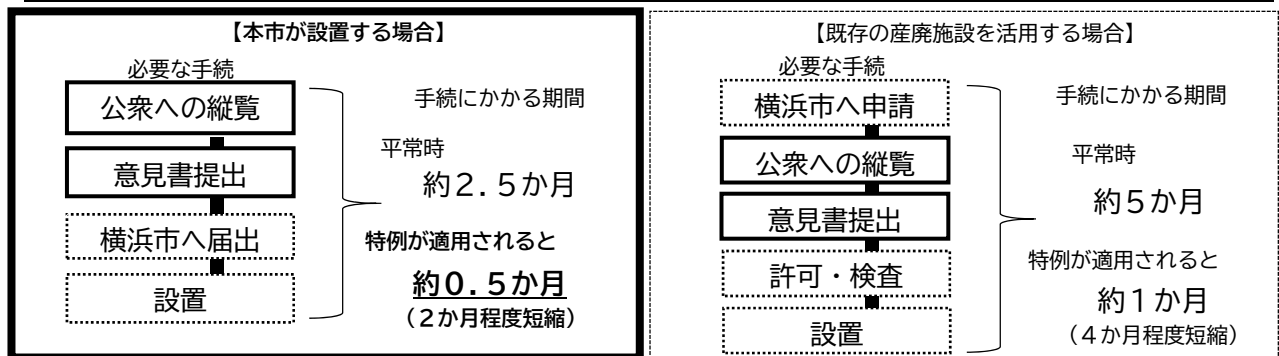 【本市が設置する場合】
必要な手続
公衆への縦覧
意見書提出
横浜市へ届出
設置
手続にかかる期間
平常時
約2.5か月
特例が適用されると
約0.5か月
(2か月程度短縮)
【既存の産廃施設を活用する場合】
必要な手続
横浜市へ申請
公衆への縦覧
意見書提出
許可・検査
設置
手続にかかる期間
平常時
約5か月
特例が適用されると
約1か月
(4か月程度短縮)